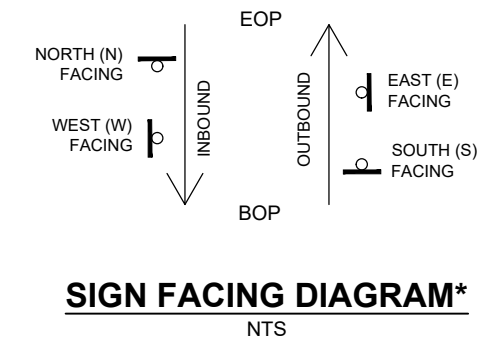 EOP
NORTH (N)
FACING
WEST (W)
FACING
INBOUND
OUTBOUND
EAST (E)
FACING
SOUTH (S)
FACING
BOP
SIGN FACING DIAGRAM*
NTS